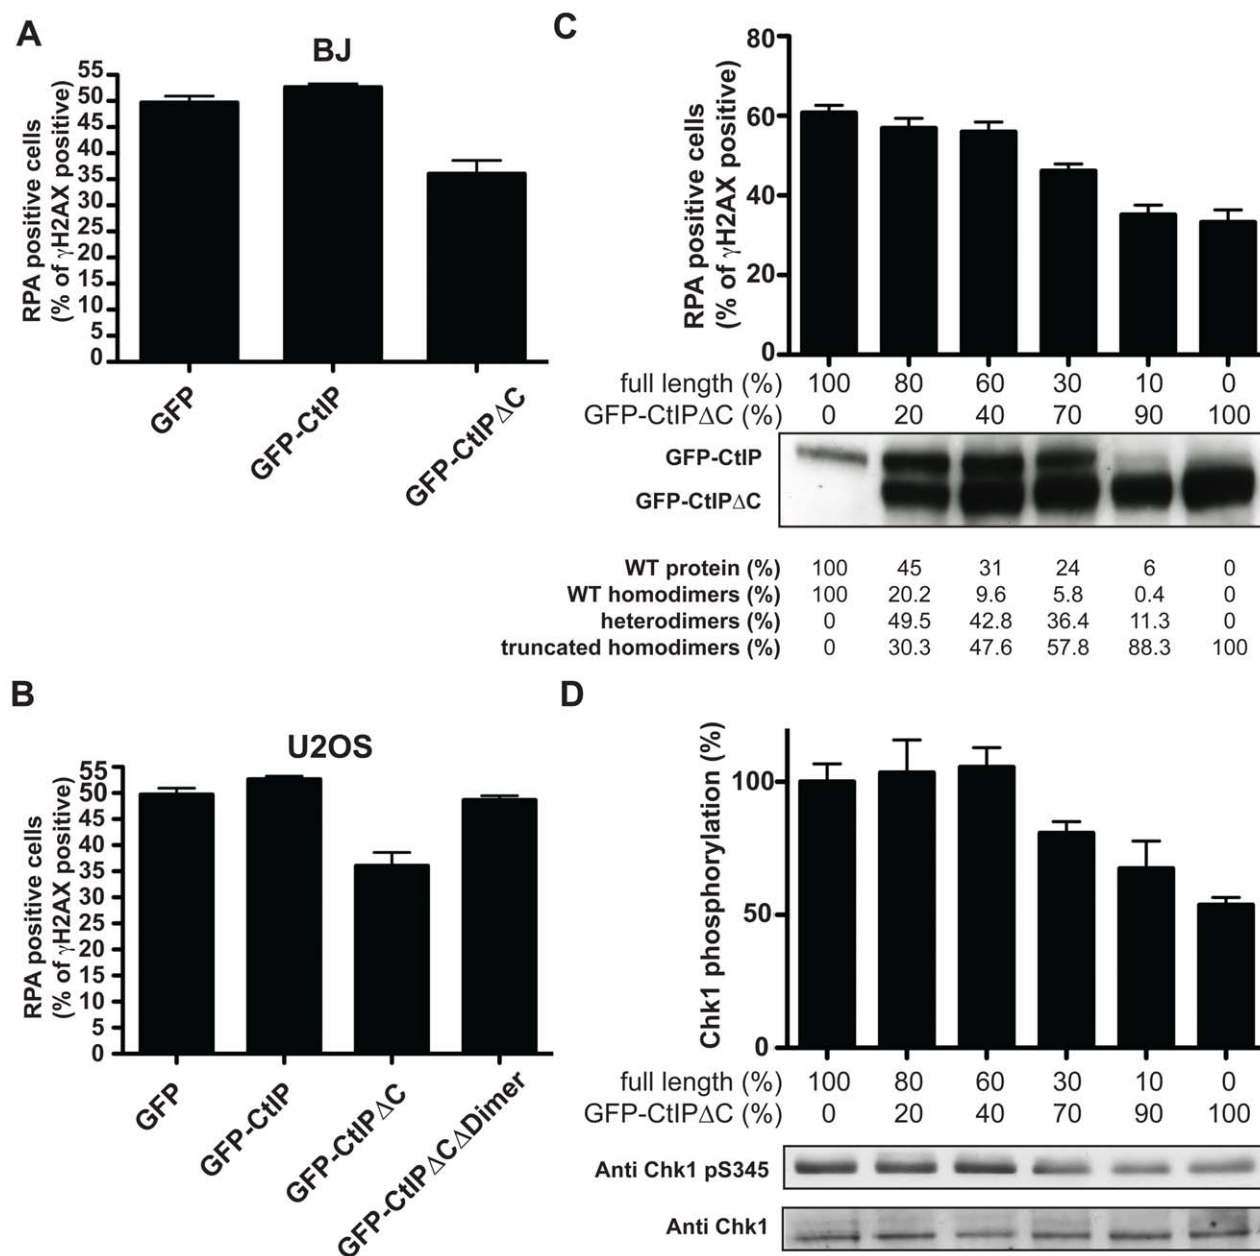 A
BJ
RPA positive cells
(% of γH2AX positive)
55
50
45
40
35
30
25
20
15
10
5
0
GFP
GFP-CtIP
GFP-CtIPΔC
C
RPA positive cells
(% of γH2AX positive)
80
60
40
20
0
full length (%) 100 80 60 30 10 0
GFP-CtIPΔC (%) 0 20 40 70 90 100
GFP-CtIP
GFP-CtIPΔC
WT protein (%) 100 45 31 24 6 0
WT homodimers (%) 100 20.2 9.6 5.8 0.4 0
heterodimers (%) 0 49.5 42.8 36.4 11.3 0
truncated homodimers (%) 0 30.3 47.6 57.8 88.3 100
B
U2OS
RPA positive cells
(% of γH2AX positive)
55
50
45
40
35
30
25
20
15
10
5
0
GFP
GFP-CtIP
GFP-CtIPΔC
GFP-CtIPΔCΔDimer
D
Chk1 phosphorylation (%)
100
50
0
full length (%) 100 80 60 30 10 0
GFP-CtIPΔC (%) 0 20 40 70 90 100
Anti Chk1 pS345
Anti Chk1